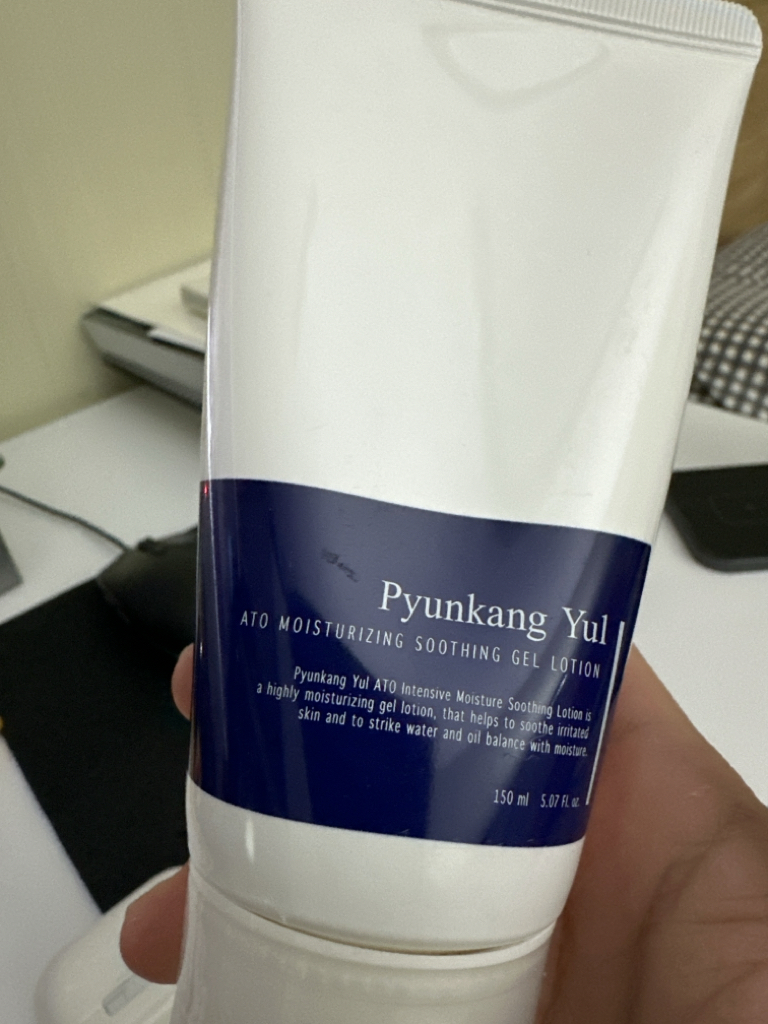 Pyunkang Yul
ATO MOISTURIZING SOOTHING GEL LOTION
Pyunkang Yul ATO Intensive Moisture Soothing Lotion is
a highly moisturizing gel lotion, that helps to soothe irritated
skin and to strike water and oil balance with moisture.
150 ml 5.07 Fl. oz.